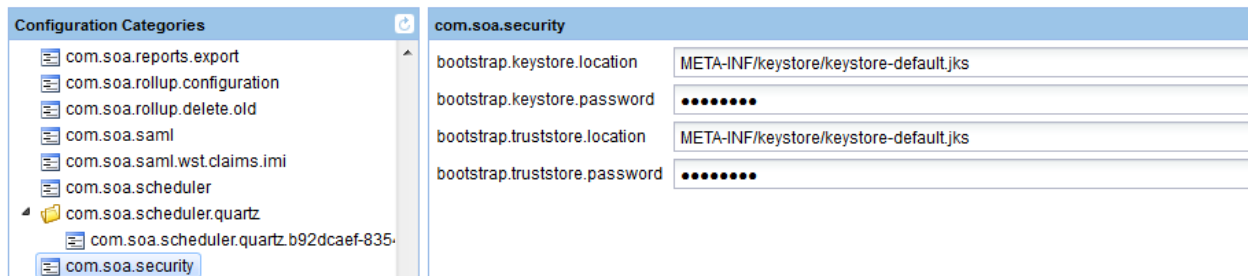 Configuration Categories
com.soa.reports.export
com.soa.rollup.configuration
com.soa.rollup.delete.old
com.soa.saml
com.soa.saml.wst.claims.imi
com.soa.scheduler
com.soa.scheduler.quartz
com.soa.scheduler.quartz.b92dcaef-835
com.soa.security
com.soa.security
bootstrap.keystore.location META-INF/keystore/keystore-default.jks
bootstrap.keystore.password ●●●●●●●●
bootstrap.truststore.location META-INF/keystore/keystore-default.jks
bootstrap.truststore.password ●●●●●●●●